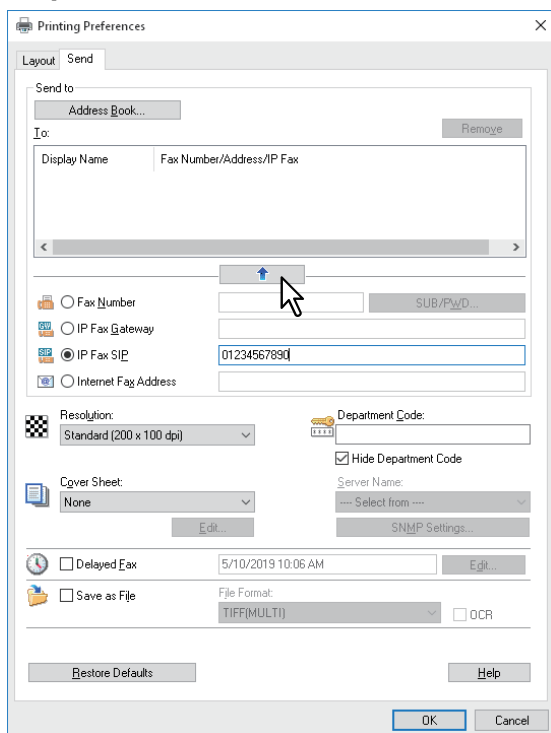 Printing Preferences
Layout Send
Send to
Address Book...
To:
Remove
Display Name Fax Number/Address/IP Fax
Fax Number
SUB/PWD...
IP Fax Gateway
IP Fax SIP 01234567890
Internet Fax Address
Resolution:
Standard (200 x 100 dpi)
Department Code:
Hide Department Code
Cover Sheet:
None
Edit...
Server Name:
---- Select from ----
SNMP Settings...
Delayed Fax 5/10/2019 10:06 AM Edit...
Save as File
File Format:
TIFF(MULTI)
OCR
Restore Defaults Help
OK Cancel